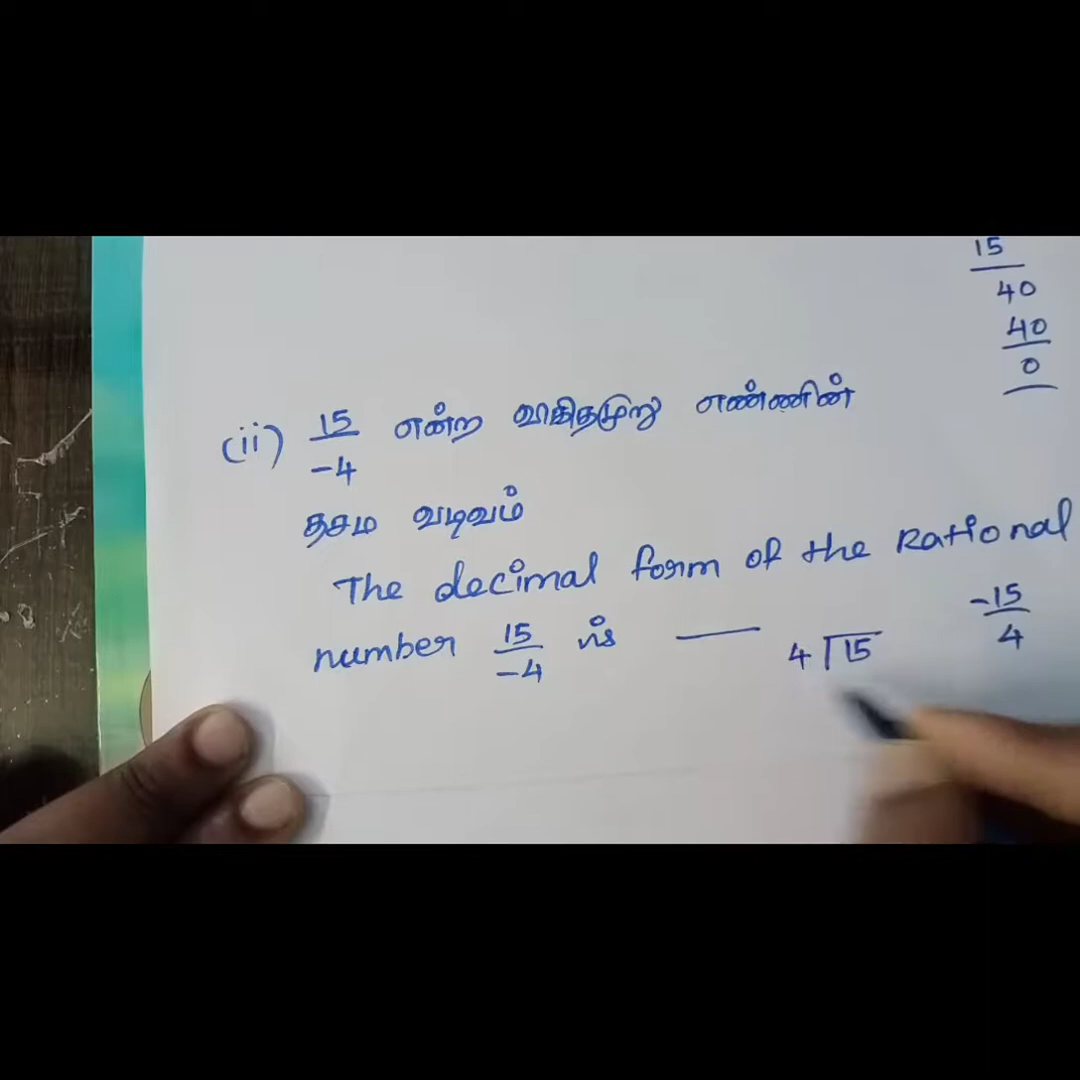 15
40
40
0
(ii) 15/-4 என்ற விகிதமுறு எண்ணின்
தசம வடிவம்
The decimal form of the Rational
number 15/-4 is ___
4 ⟌15
-15/4